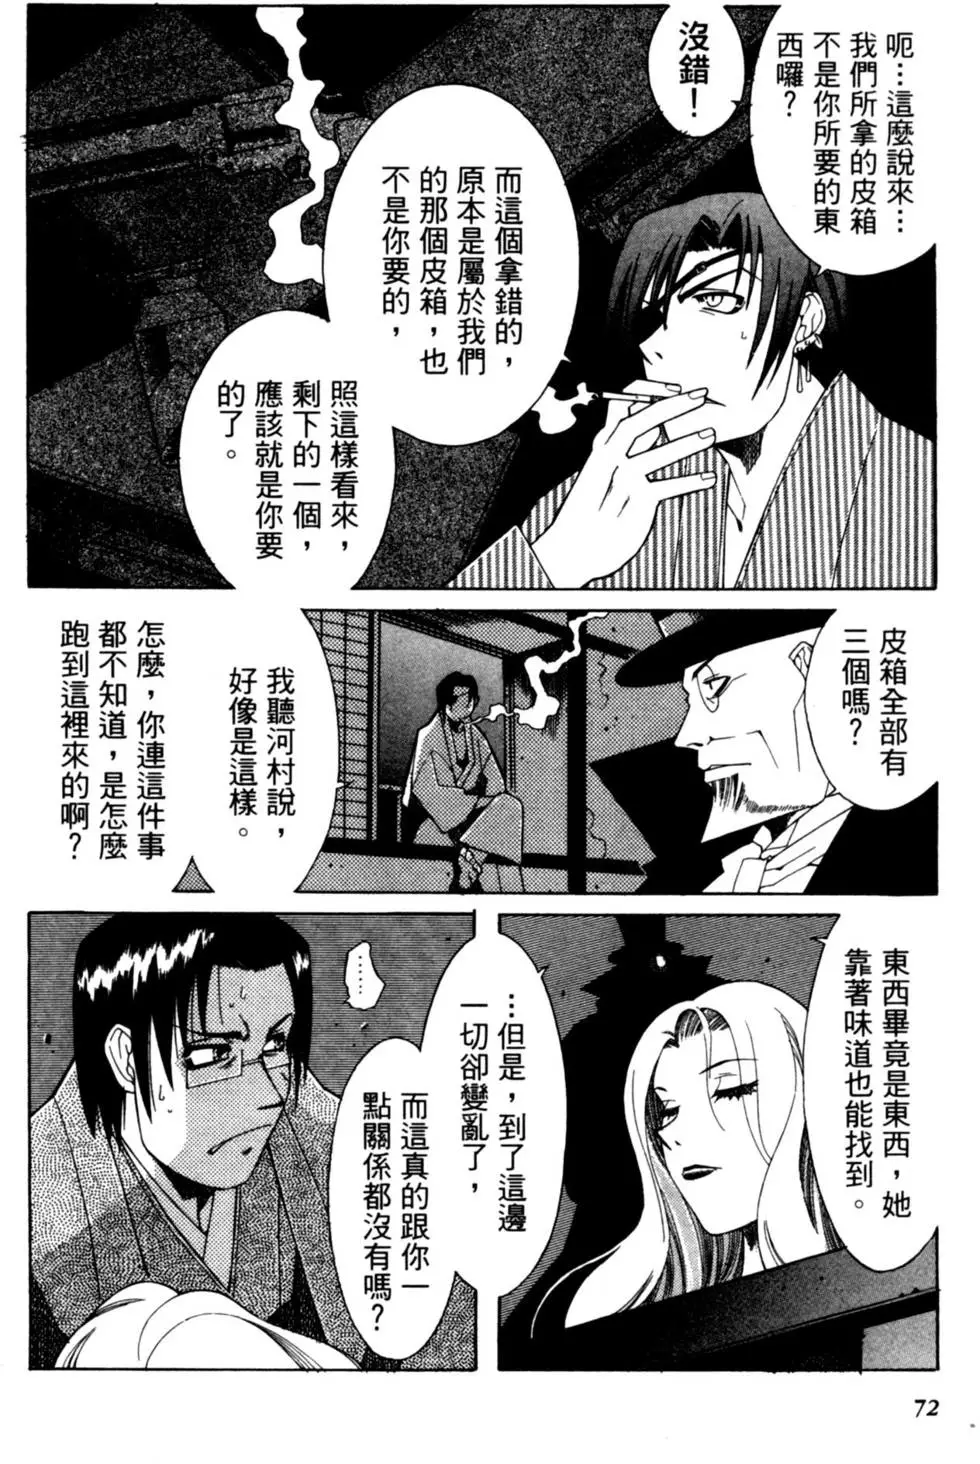 呃…這麼說來…
我們所拿的皮箱
不是你所要的東
西囉？
沒錯！
而這個拿錯的，
原本是屬於我們
的那個皮箱，也
不是你要的，
照這樣看來，
剩下的一個，
應該就是你要
的了。
皮箱全部有
三個嗎？
我聽河村說，
好像是這樣。
怎麼，你連這件事
都不知道，是怎麼
跑到這裡來的啊？
東西畢竟是東西，她
靠著味道也能找到。
…但是，到了這邊
一切卻變亂了，
……
而這真的跟你一
點關係都沒有嗎？
72